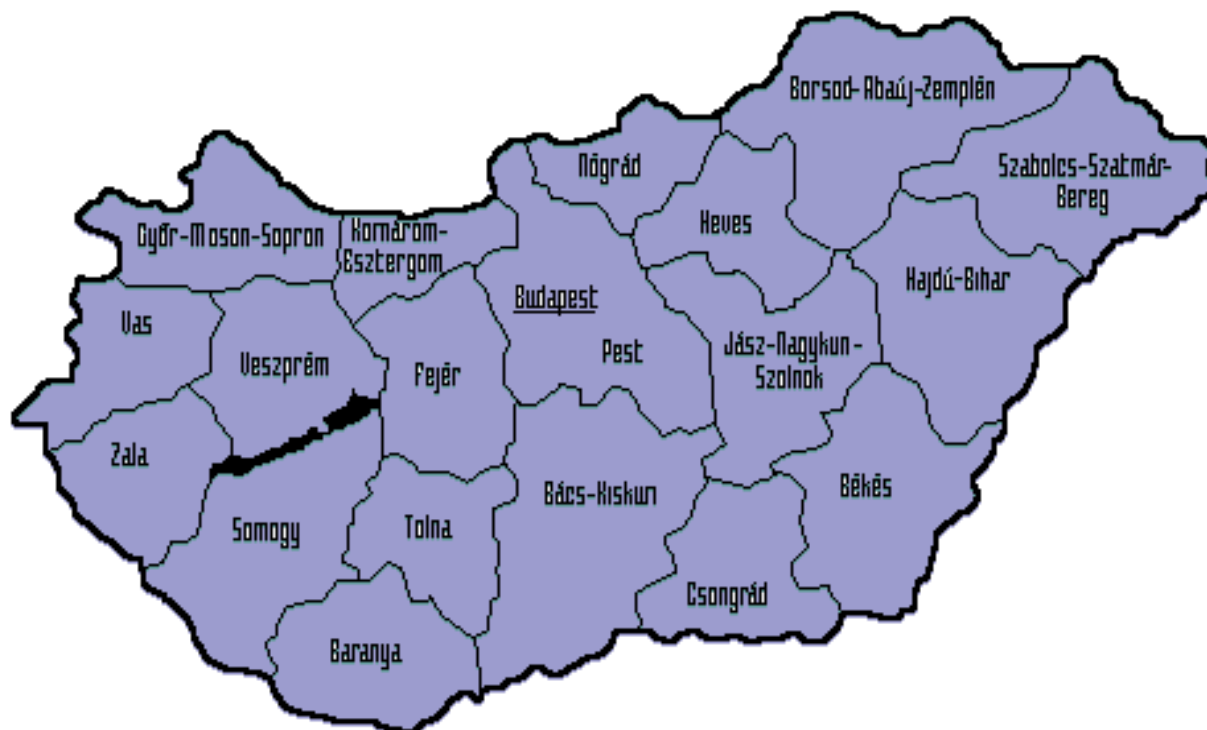 Borsod-Abaúj-Zemplén
Nógrád
Szabolcs-Szatmár-
Bereg
Heves
Győr-Moson-Sopron
Komárom-
Esztergom
Hajdú-Bihar
Budapest
Vas
Pest
Jász-Nagykun-
Szolnok
Veszprém
Fejér
Zala
Békés
Bács-Kiskun
Somogy
Tolna
Csongrád
Baranya